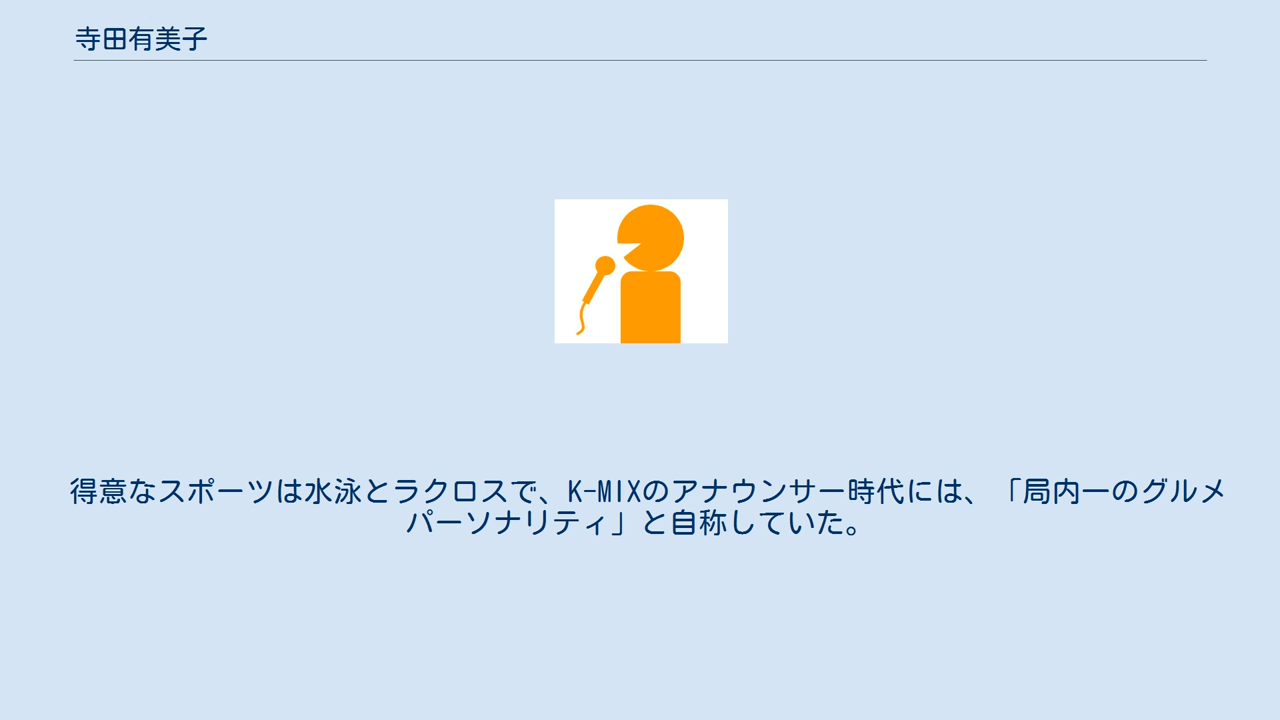 寺田有美子
得意なスポーツは水泳とラクロスで、K-MIXのアナウンサー時代には、「局内一のグルメ
パーソナリティ」と自称していた。